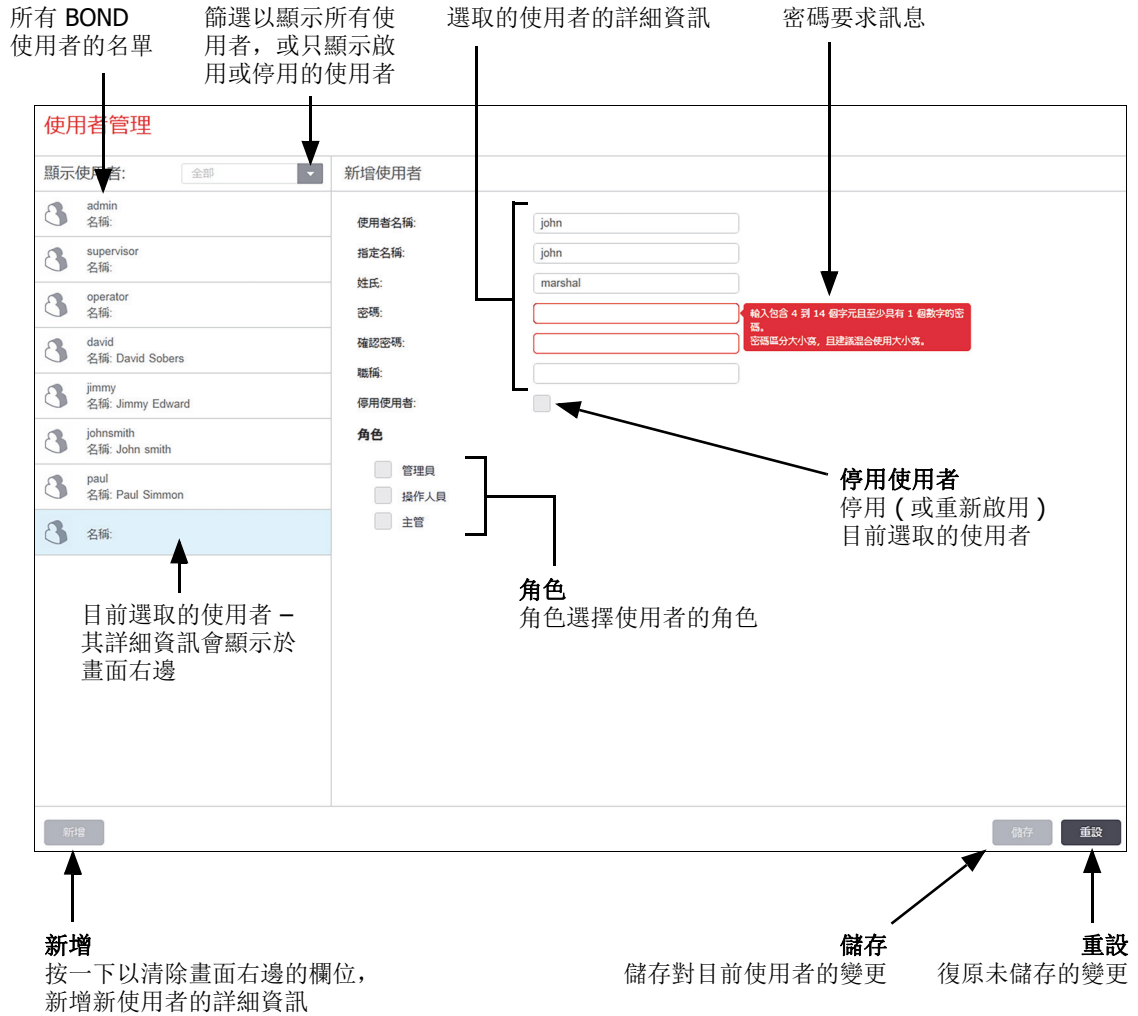 所有 BOND
使用者的名單
篩選以顯示所有使
用者，或只顯示啟
用或停用的使用者
選取的使用者的詳細資訊
密碼要求訊息
使用者管理
顯示使用者:
全部
新增使用者
admin
名稱:
supervisor
名稱:
operator
名稱:
david
名稱: David Sobers
jimmy
名稱: Jimmy Edward
johnsmith
名稱: John smith
paul
名稱: Paul Simmon
名稱:
使用者名稱:
john
指定名稱:
john
姓氏:
marshal
密碼:
輸入包含 4 到 14 個字元且至少具有 1 個數字的密
碼。
密碼區分大小寫，且建議混合使用大小寫。
確認密碼:
職稱:
停用使用者:
角色
管理員
操作人員
主管
停用使用者
停用 ( 或重新啟用 )
目前選取的使用者
角色
角色選擇使用者的角色
目前選取的使用者 –
其詳細資訊會顯示於
畫面右邊
新增
儲存
重設
新增
按一下以清除畫面右邊的欄位，
新增新使用者的詳細資訊
儲存
儲存對目前使用者的變更
重設
復原未儲存的變更